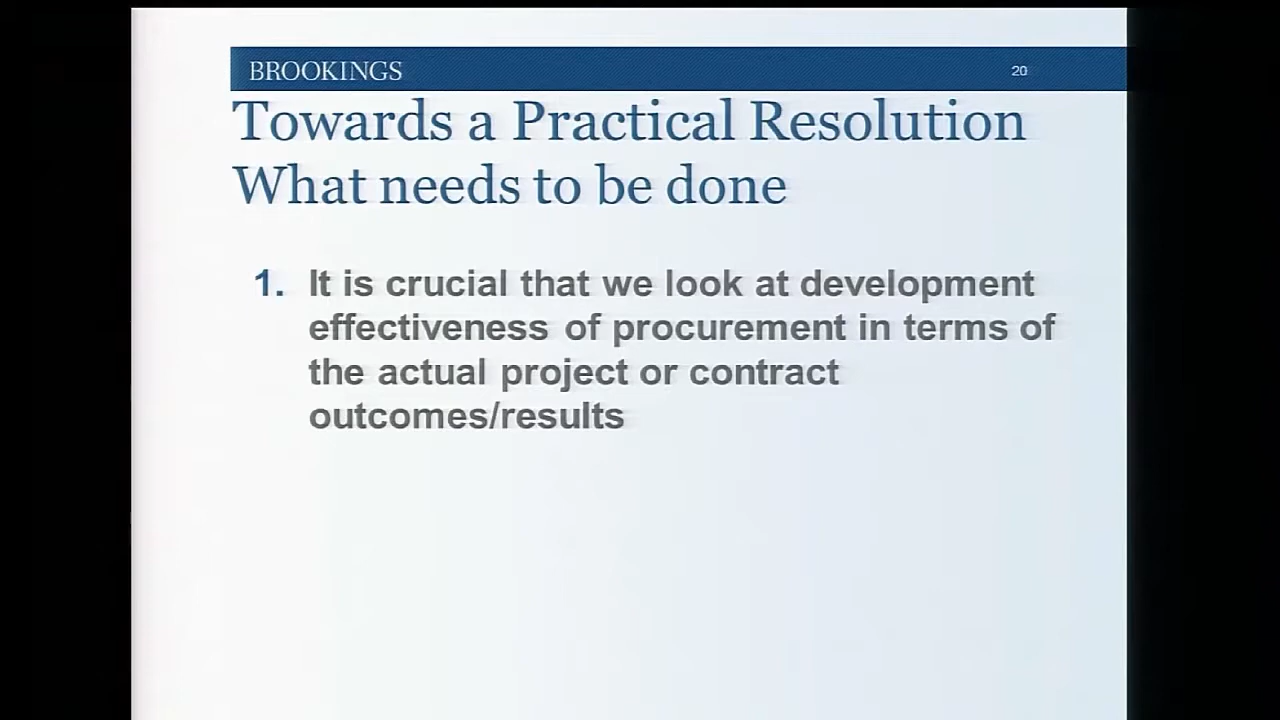 BROOKINGS
20
Towards a Practical Resolution
What needs to be done
1. It is crucial that we look at development
effectiveness of procurement in terms of
the actual project or contract
outcomes/results